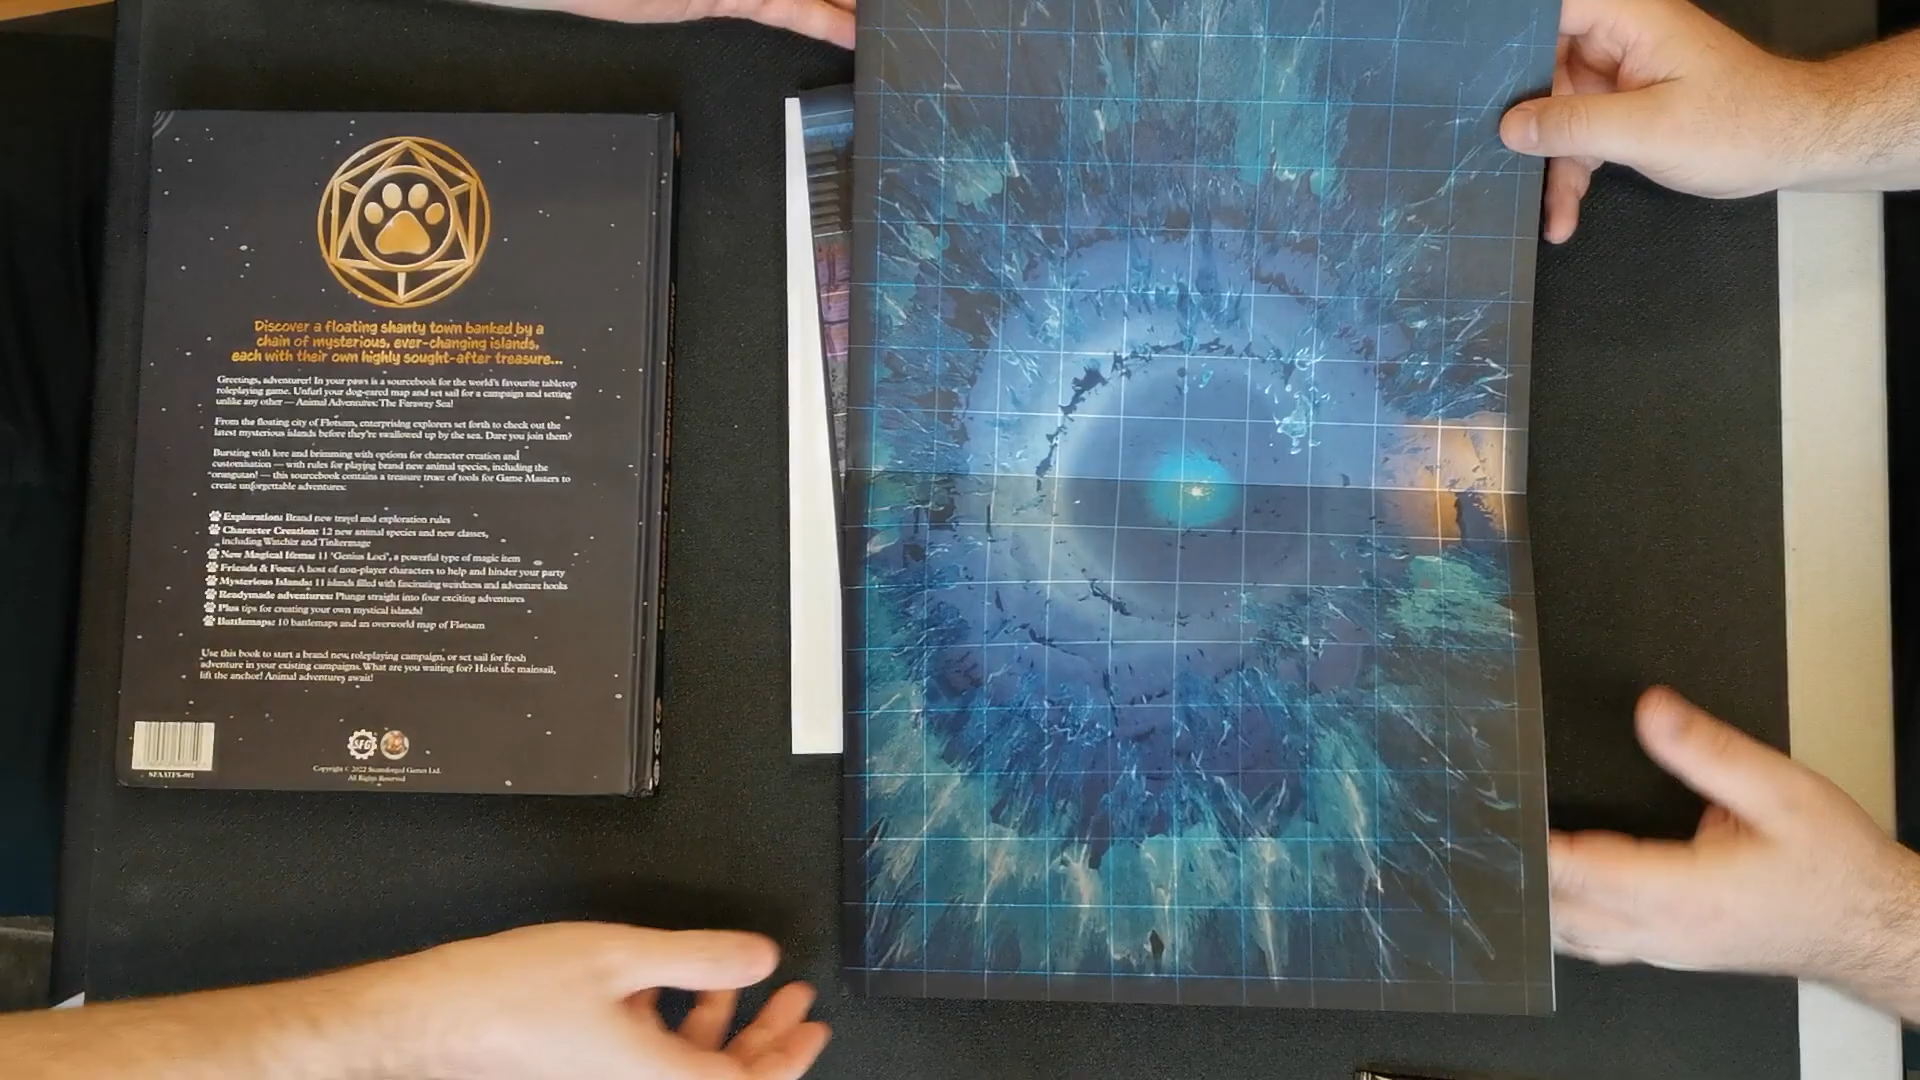 Discover a floating shanty town banked by a
chain of mysterious, ever-changing islands,
each with their own highly sought-after treasure...
Greetings, adventurer! In your paws is a sourcebook for the world's favourite tabletop
roleplaying game. Unfurl your dog-eared map and set sail for a campaign and setting
unlike any other — Animal Adventures: The Faraway Sea!
From the floating city of Flotsam, enterprising explorers set forth to check out the
latest mysterious islands before they're swallowed up by the sea. Dare you join them?
Bursting with lore and brimming with options for character creation and
customisation — with rules for playing brand new animal species, including the
orangutan! — this sourcebook contains a treasure trove of tools for Game Masters to
create unforgettable adventures:
Exploration: Brand new travel and exploration rules
Character Creation: 12 new animal species and new classes,
including Watcher and Tinkermage
New Magical Items: 11 'Genius Loci', a powerful type of magic item
Friends & Foes: A host of non-player characters to help and hinder your party
Mysterious Islands: 11 islands filled with fascinating weirdness and adventure hooks
Readymade adventures: Plunge straight into four exciting adventures
Plus tips for creating your own mystical islands!
Battlemaps: 10 battlemaps and an overworld map of Flotsam
Use this book to start a brand new roleplaying campaign, or set sail for fresh
adventure in your existing campaigns. What are you waiting for? Hoist the mainsail,
lift the anchor! Animal adventures await!
SFG
SFAATFS-001
Copyright © 2022 Steamforged Games Ltd.
All Rights Reserved